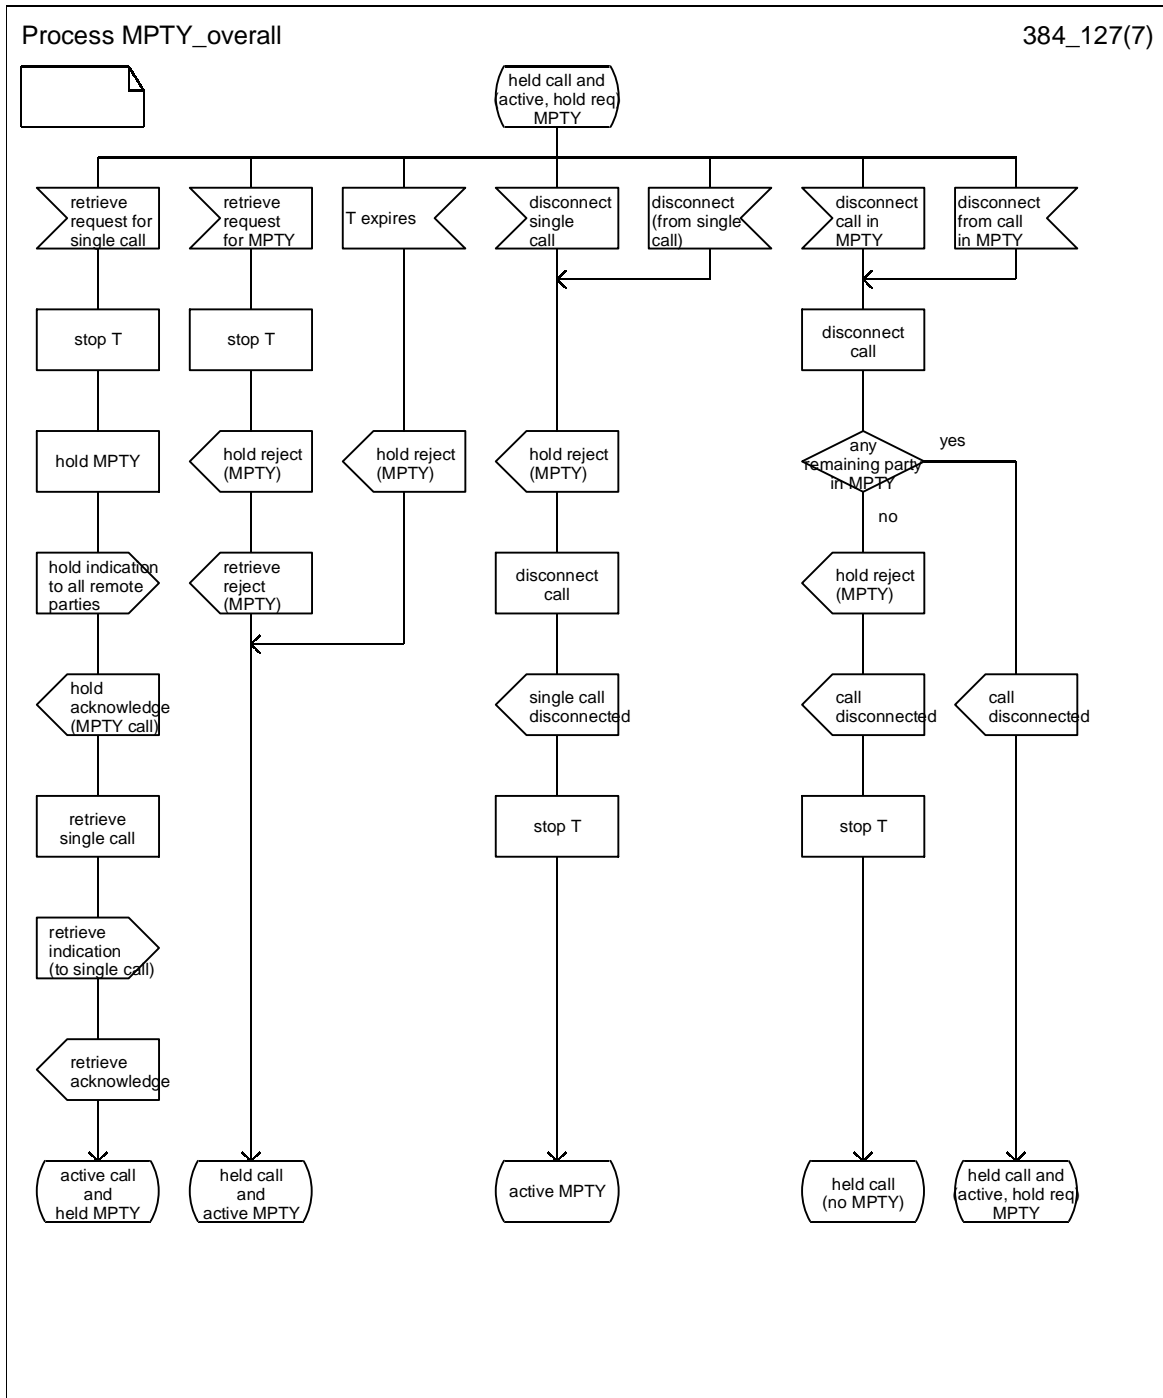 Process MPTY_overall
384_127(7)
held call and
(active, hold req)
MPTY
retrieve
request for
single call
retrieve
request
for MPTY
T expires
disconnect
single
call
disconnect
(from single
call)
disconnect
call in
MPTY
disconnect
from call
in MPTY
stop T
stop T
disconnect
call
hold MPTY
hold reject
(MPTY)
hold reject
(MPTY)
hold reject
(MPTY)
any
remaining party
in MPTY
yes
no
hold indication
to all remote
parties
retrieve
reject
(MPTY)
disconnect
call
hold reject
(MPTY)
hold
acknowledge
(MPTY call)
single call
disconnected
call
disconnected
call
disconnected
retrieve
single call
stop T
stop T
retrieve
indication
(to single call)
retrieve
acknowledge
active call
and
held MPTY
held call
and
active MPTY
active MPTY
held call
(no MPTY)
held call and
(active, hold req)
MPTY